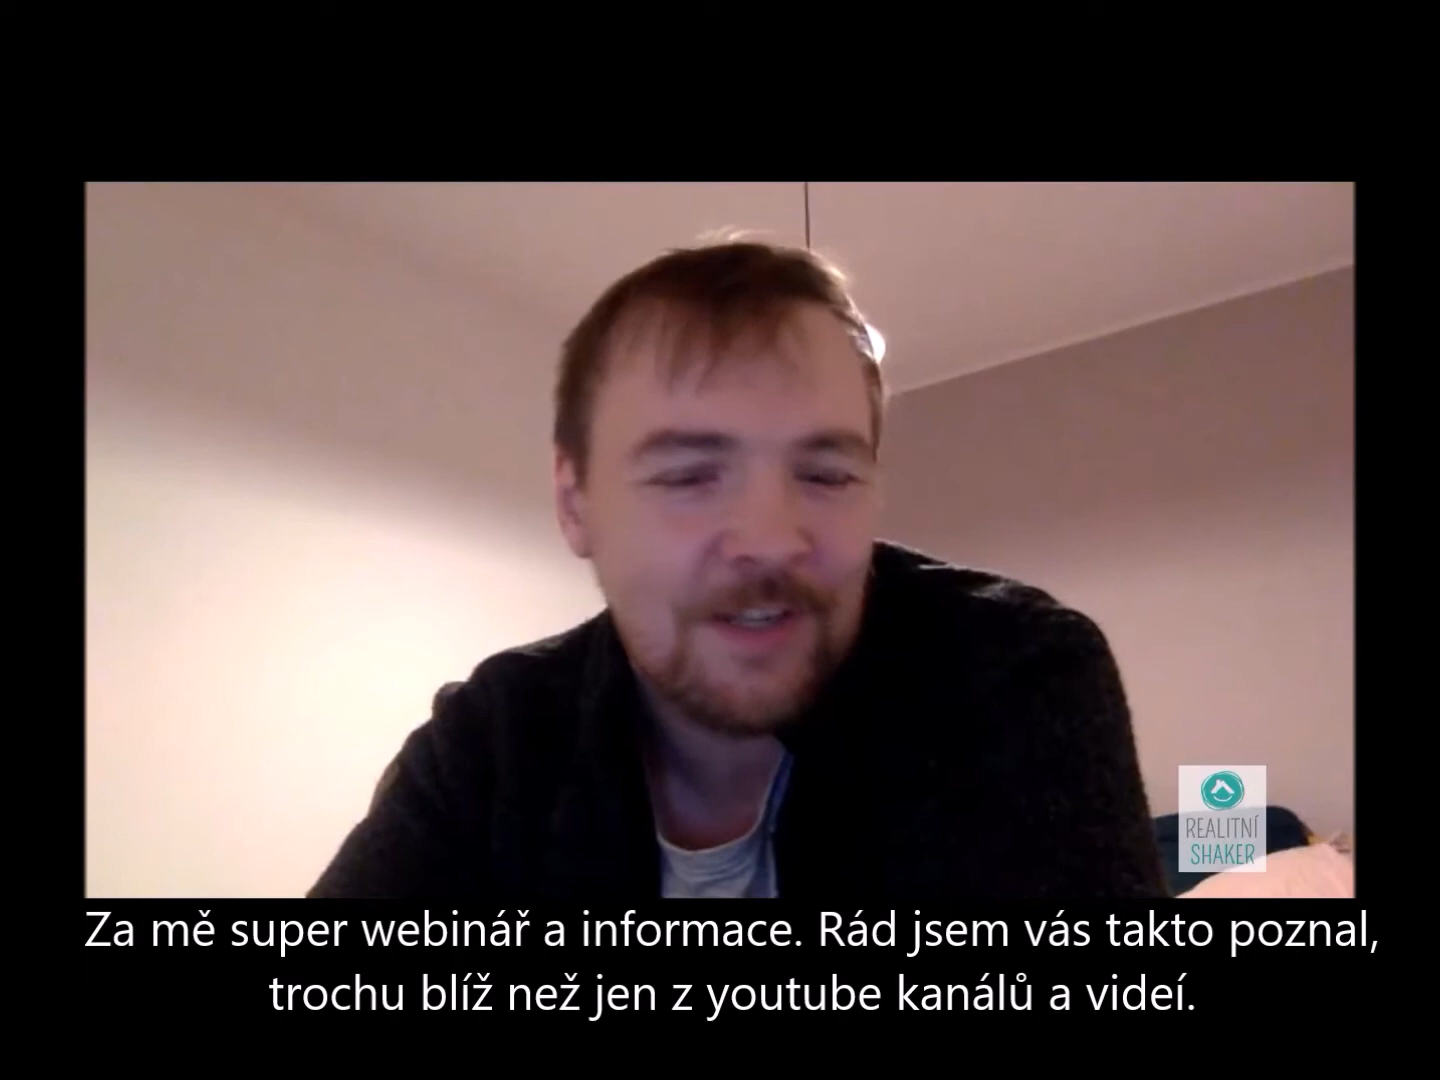 REALITNÍ
SHAKER
Za mě super webinář a informace. Rád jsem vás takto poznal,
trochu blíž než jen z youtube kanálů a videí.